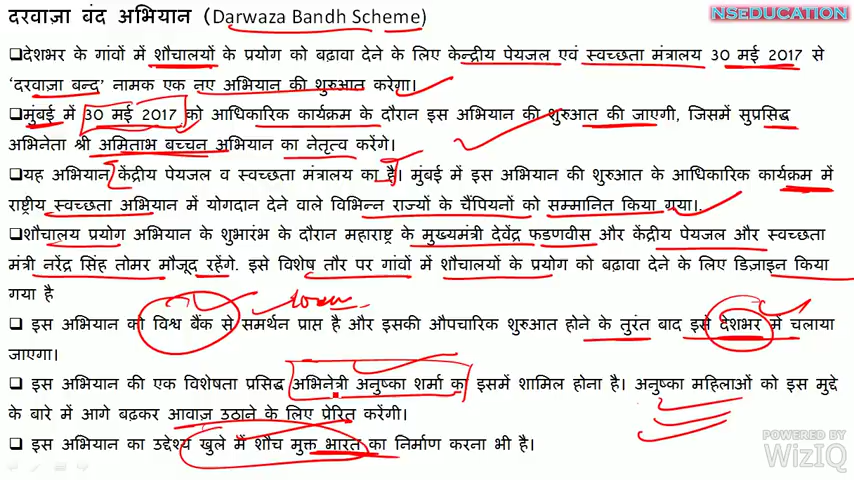 दरवाज़ा बंद अभियान (Darwaza Bandh Scheme)
NSEDUCATION
❑देशभर के गांवों में शौचालयों के प्रयोग को बढ़ावा देने के लिए केन्द्रीय पेयजल एवं स्वच्छता मंत्रालय 30 मई 2017 से
'दरवाज़ा बन्द' नामक एक नए अभियान की शुरुआत करेगा।
❑मुंबई में 30 मई 2017 को आधिकारिक कार्यक्रम के दौरान इस अभियान की शुरुआत की जाएगी, जिसमें सुप्रसिद्ध
अभिनेता श्री अमिताभ बच्चन अभियान का नेतृत्व करेंगे।
❑यह अभियान केंद्रीय पेयजल व स्वच्छता मंत्रालय का है। मुंबई में इस अभियान की शुरुआत के आधिकारिक कार्यक्रम में
राष्ट्रीय स्वच्छता अभियान में योगदान देने वाले विभिन्न राज्यों के चैंपियनों को सम्मानित किया गया।.
❑शौचालय प्रयोग अभियान के शुभारंभ के दौरान महाराष्ट्र के मुख्यमंत्री देवेंद्र फडणवीस और केंद्रीय पेयजल और स्वच्छता
मंत्री नरेंद्र सिंह तोमर मौजूद रहेंगे. इसे विशेष तौर पर गांवों में शौचालयों के प्रयोग को बढ़ावा देने के लिए डिज़ाइन किया
गया है
❑ इस अभियान को विश्व बैंक से समर्थन प्राप्त है और इसकी औपचारिक शुरुआत होने के तुरंत बाद इसे देशभर में चलाया
जाएगा।
❑ इस अभियान की एक विशेषता प्रसिद्ध अभिनेत्री अनुष्का शर्मा का इसमें शामिल होना है। अनुष्का महिलाओं को इस मुद्दे
के बारे में आगे बढ़कर आवाज़ उठाने के लिए प्रेरित करेंगी।
❑ इस अभियान का उद्देश्य खुले में शौच मुक्त भारत का निर्माण करना भी है।
POWERED BY
WizIQ